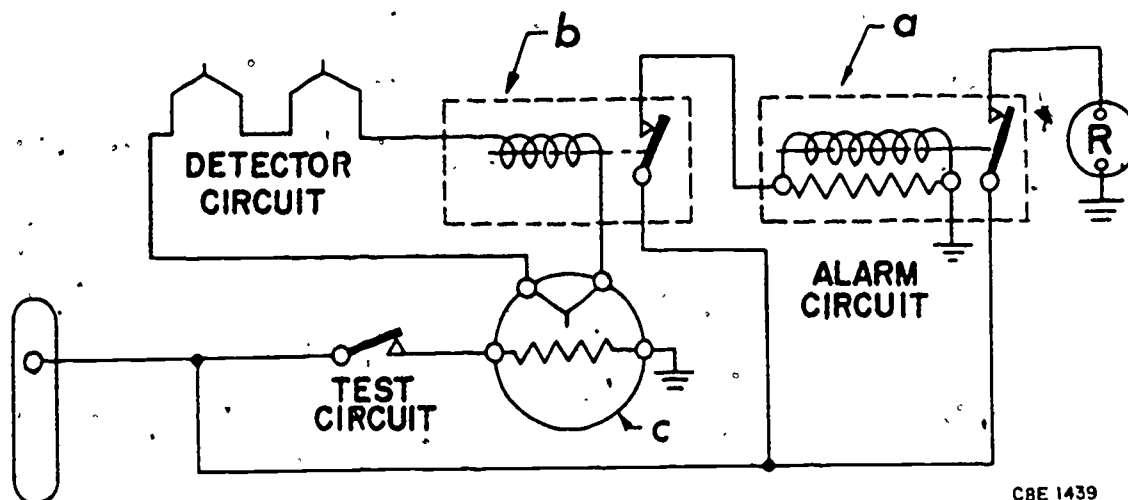 b
a
R
DETECTOR
CIRCUIT
ALARM
CIRCUIT
TEST
CIRCUIT
c
CBE 1439